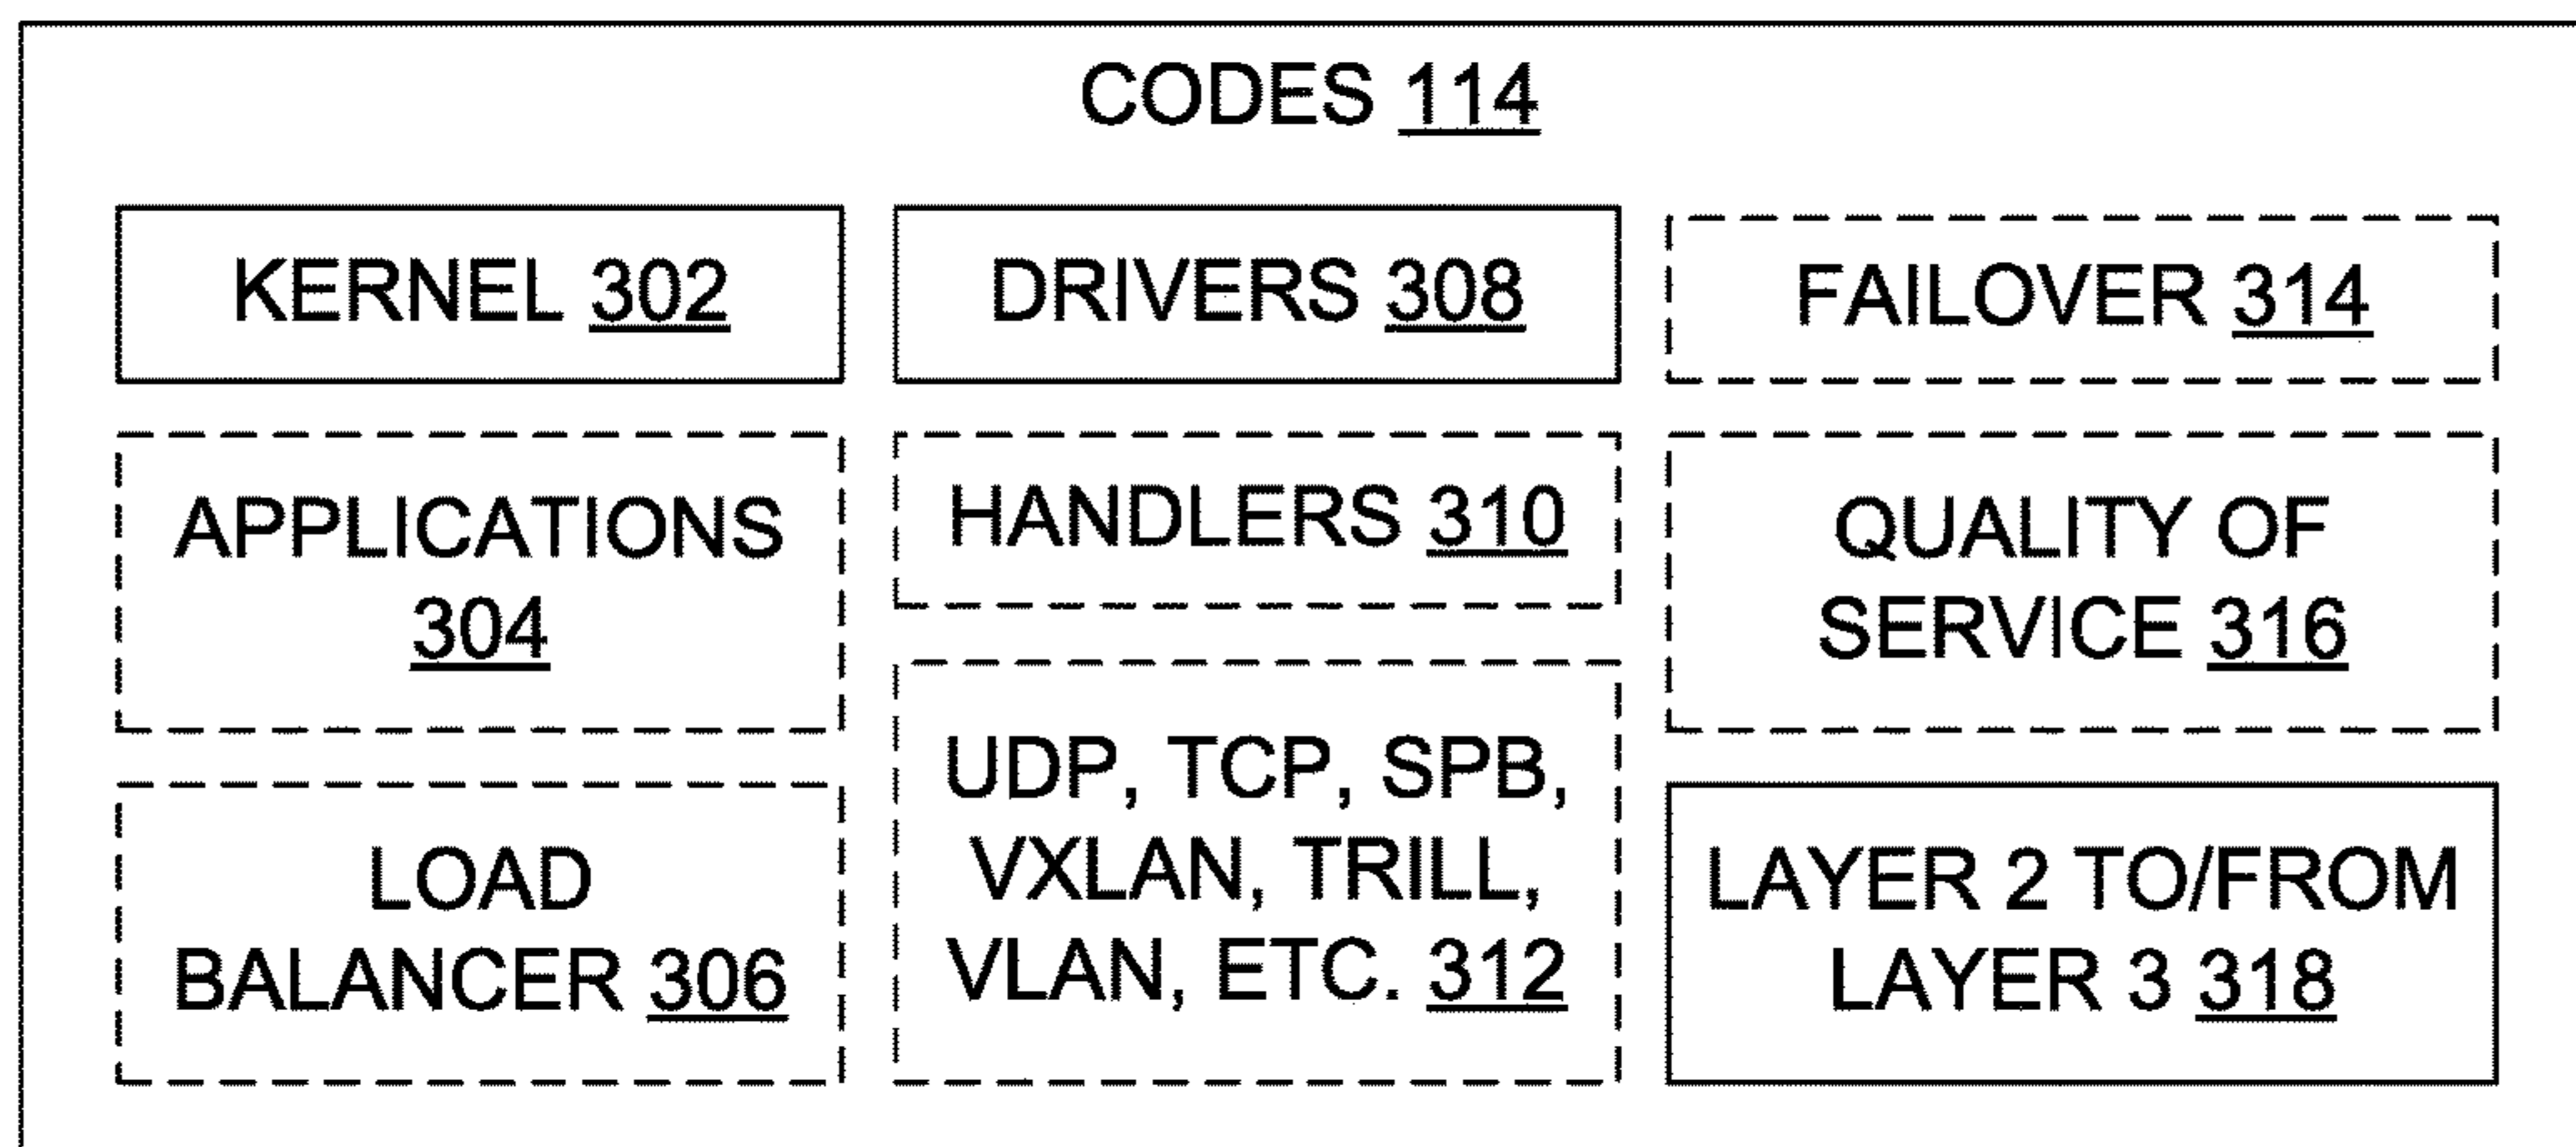 CODES 114
KERNEL 302
DRIVERS 308
FAILOVER 314
APPLICATIONS
304
HANDLERS 310
QUALITY OF
SERVICE 316
LOAD
BALANCER 306
UDP, TCP, SPB,
VXLAN, TRILL,
VLAN, ETC. 312
LAYER 2 TO/FROM
LAYER 3 318